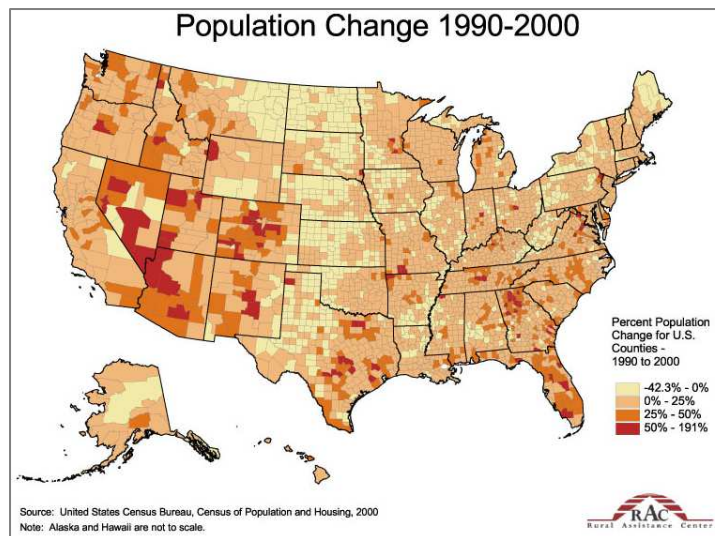 Population Change 1990-2000
Percent Population
Change for U.S.
Counties -
1990 to 2000
-42.3% - 0%
0% - 25%
25% - 50%
50% - 191%
Source: United States Census Bureau, Census of Population and Housing, 2000
Note: Alaska and Hawaii are not to scale.
RAC
Rural Assistance Center